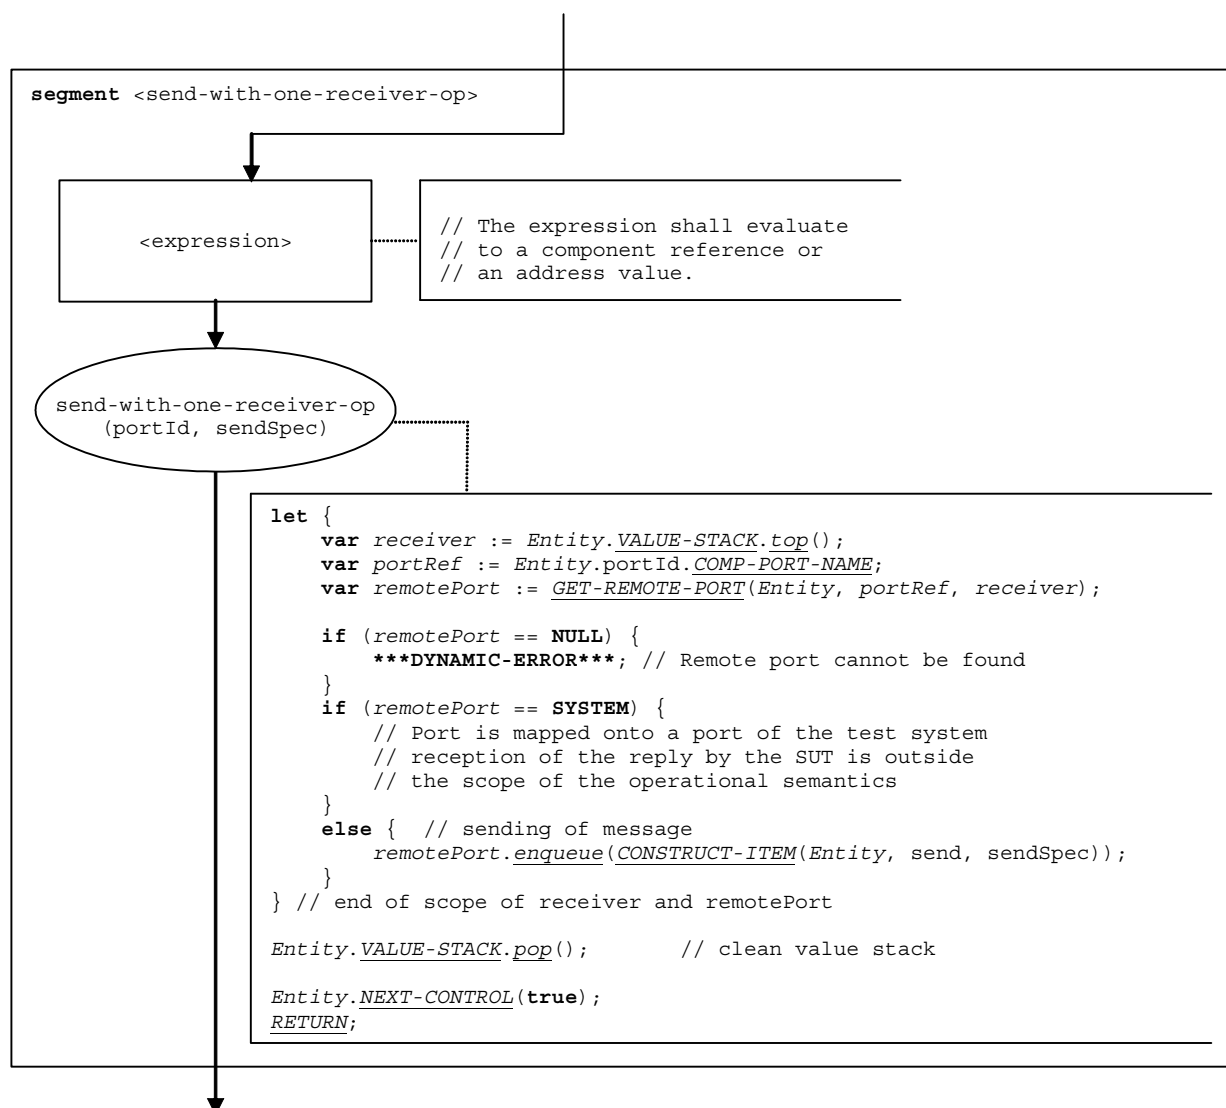 segment <send-with-one-receiver-op>
<expression>
// The expression shall evaluate
// to a component reference or
// an address value.
send-with-one-receiver-op
(portId, sendSpec)
let {
    var receiver := Entity.VALUE-STACK.top();
    var portRef := Entity.portId.COMP-PORT-NAME;
    var remotePort := GET-REMOTE-PORT(Entity, portRef, receiver);
    if (remotePort == NULL) {
        ***DYNAMIC-ERROR***; // Remote port cannot be found
    }
    if (remotePort == SYSTEM) {
        // Port is mapped onto a port of the test system
        // reception of the reply by the SUT is outside
        // the scope of the operational semantics
    }
    else {  // sending of message
        remotePort.enqueue(CONSTRUCT-ITEM(Entity, send, sendSpec));
    }
} // end of scope of receiver and remotePort
Entity.VALUE-STACK.pop();       // clean value stack
Entity.NEXT-CONTROL(true);
RETURN;